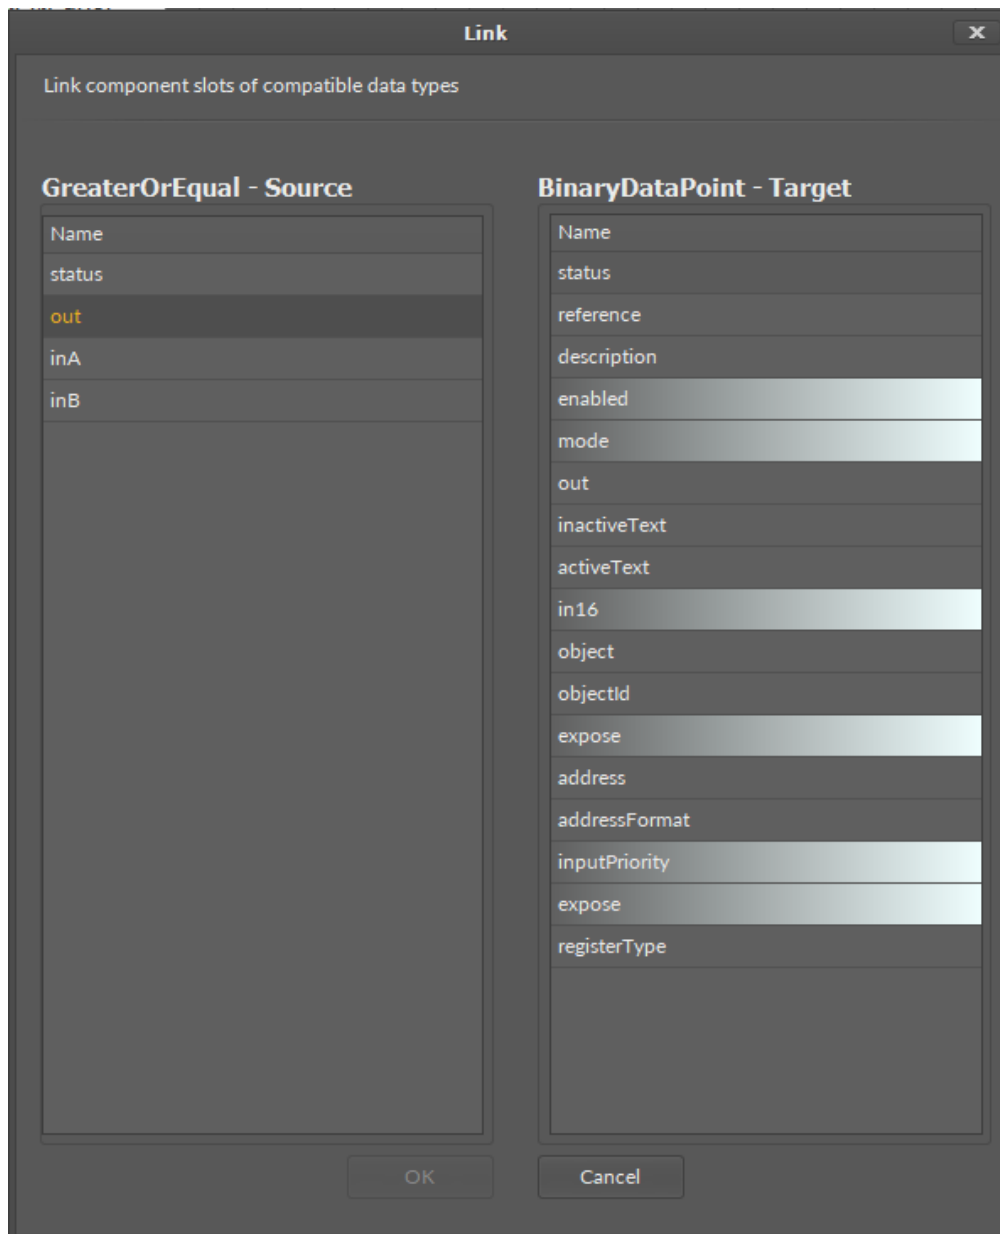 Link
x
Link component slots of compatible data types
GreaterOrEqual - Source
Name
status
out
inA
inB
BinaryDataPoint - Target
Name
status
reference
description
enabled
mode
out
inactiveText
activeText
in16
object
objectId
expose
address
addressFormat
inputPriority
expose
registerType
OK
Cancel